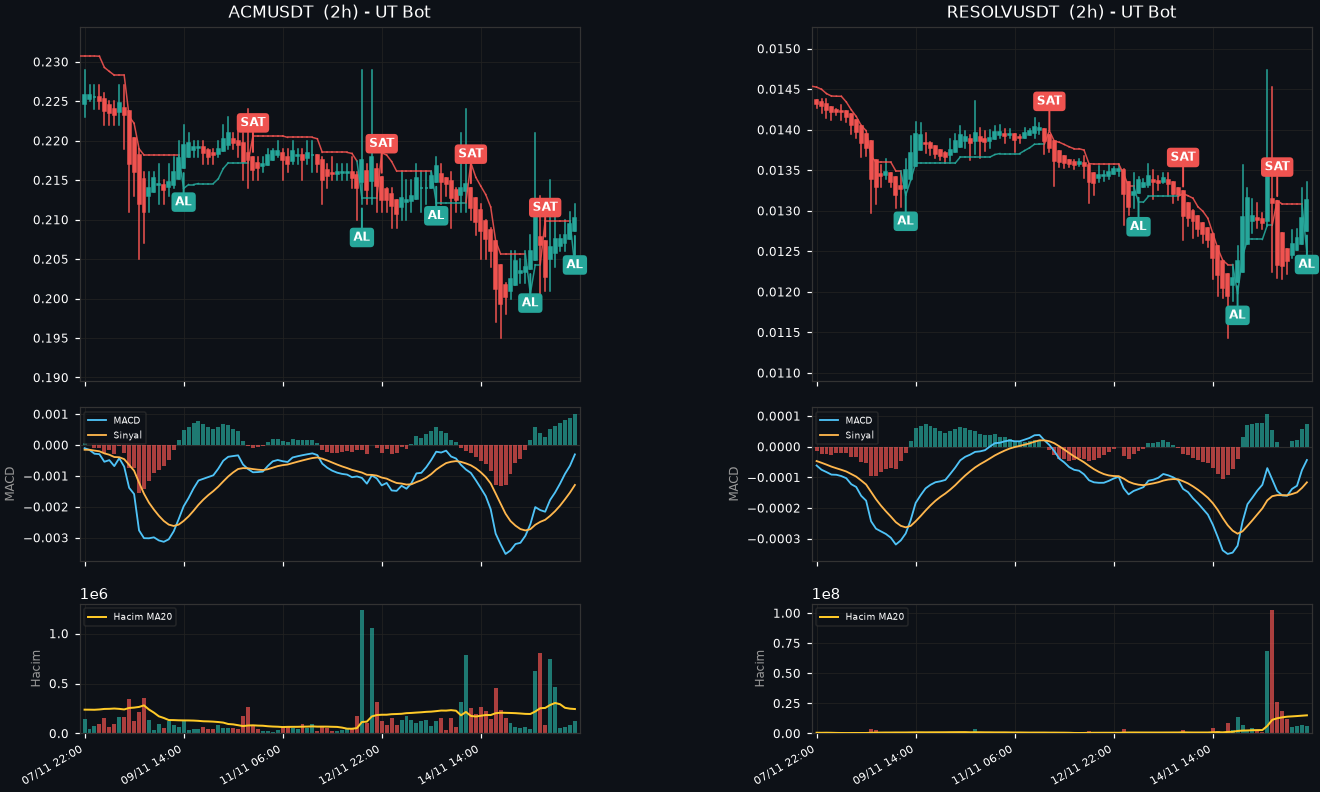 ACMUSDT  (2h) - UT Bot
0.230
0.225
0.220
0.215
0.210
0.205
0.200
0.195
0.190
SAT
AL
AL
SAT
AL
SAT
AL
SAT
AL
0.001
0.000
−0.001
−0.002
−0.003
MACD
MACD
Sinyal
1e6
1.0
0.5
0.0
Hacim
Hacim MA20
07/11 22:00
09/11 14:00
11/11 06:00
12/11 22:00
14/11 14:00
RESOLVUSDT  (2h) - UT Bot
0.0150
0.0145
0.0140
0.0135
0.0130
0.0125
0.0120
0.0115
0.0110
AL
SAT
AL
SAT
AL
SAT
AL
0.0001
0.0000
−0.0001
−0.0002
−0.0003
MACD
MACD
Sinyal
1e8
1.00
0.75
0.50
0.25
0.00
Hacim
Hacim MA20
07/11 22:00
09/11 14:00
11/11 06:00
12/11 22:00
14/11 14:00